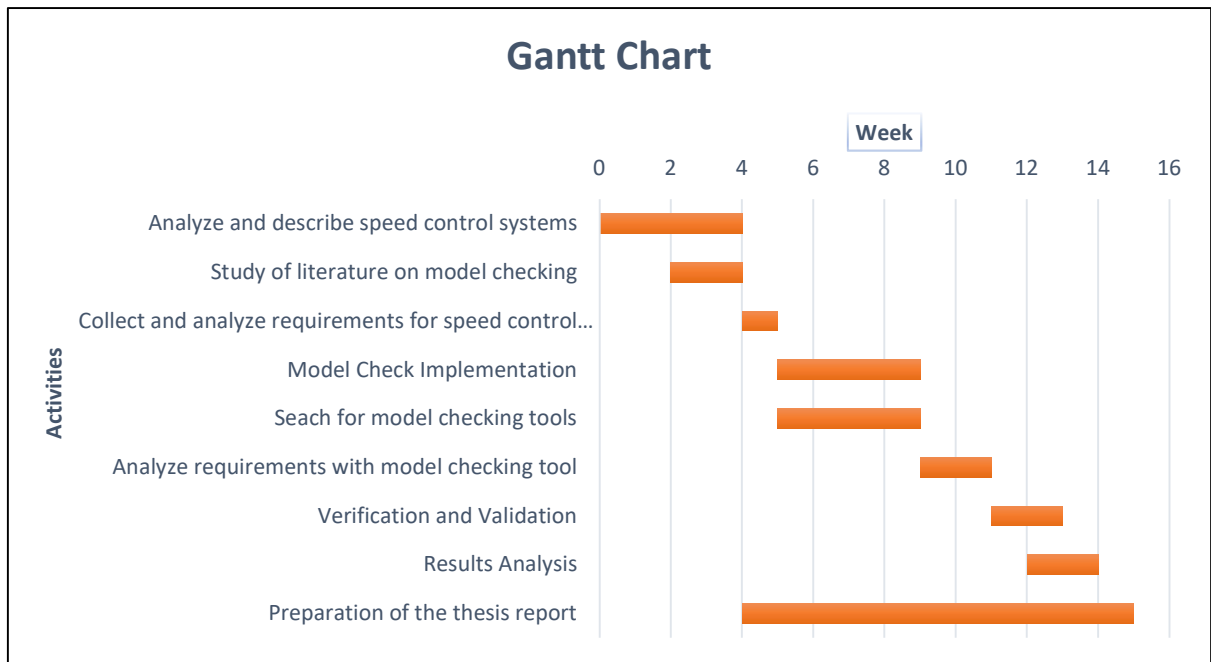 Gantt Chart
Week
0 2 4 6 8 10 12 14 16
Activities
Analyze and describe speed control systems
Study of literature on model checking
Collect and analyze requirements for speed control…
Model Check Implementation
Seach for model checking tools
Analyze requirements with model checking tool
Verification and Validation
Results Analysis
Preparation of the thesis report